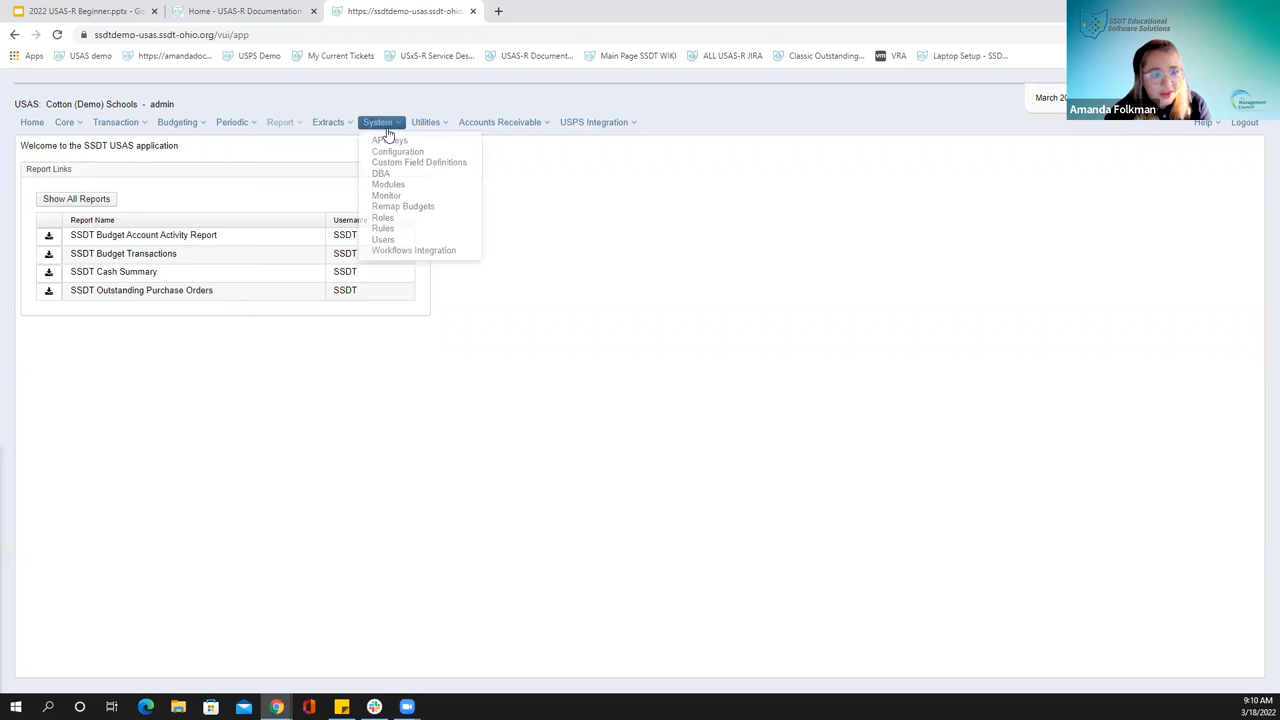 2022 USAS-R Beginner.pptx - Go
Home - USAS-R Documentation
https://ssdtdemo-usas.ssdt-ohio
ssdtdemo-usas.ssdt-ohio.org/vui/app
Apps
USAS demo
https://amandadoc...
USPS Demo
My Current Tickets
USxS-R Service Des...
USAS-R Document...
Main Page SSDT WIKI
ALL USAS-R JIRA
Classic Outstanding...
VRA
Laptop Setup - SSD...
SSDT Educational
Software Solutions
Management
Council
Amanda Folkman
USAS: Cotton (Demo) Schools - admin
March 20
Home Core Transaction Budgeting Periodic Report Extracts System Utilities Accounts Receivable USPS Integration Help Logout
Welcome to the SSDT USAS application
Report Links
Show All Reports
Report Name Username
SSDT Budget Account Activity Report SSDT
SSDT Budget Transactions SSDT
SSDT Cash Summary SSDT
SSDT Outstanding Purchase Orders SSDT
API Keys
Configuration
Custom Field Definitions
DBA
Modules
Monitor
Remap Budgets
Roles
Rules
Users
Workflows Integration
9:10 AM
3/18/2022